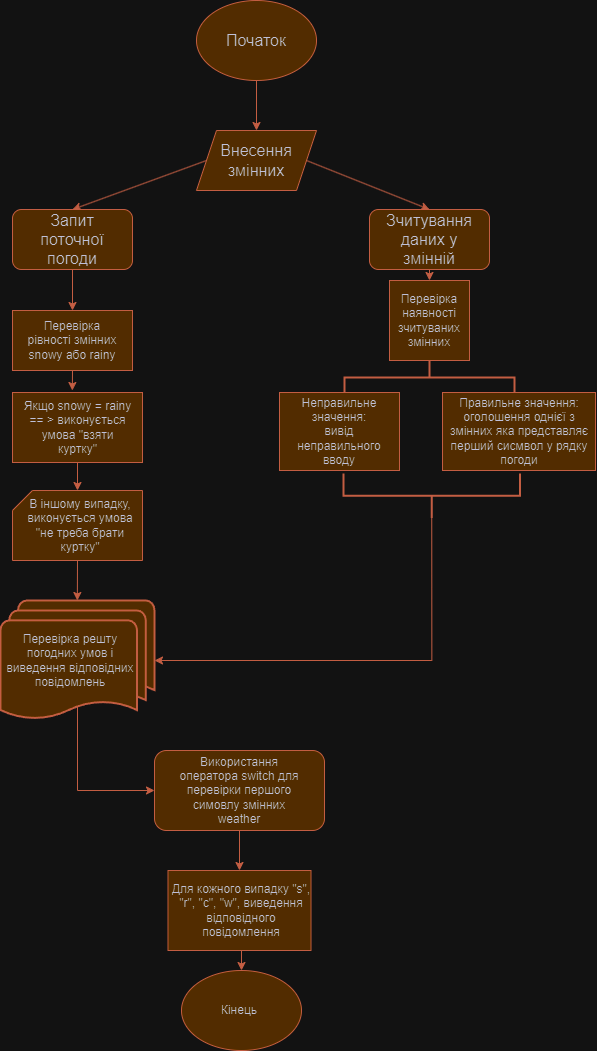 Початок
Внесення
змінних
Запит
поточної
погоди
Зчитування
даних у
змінній
Перевірка
рівності змінних
snowy або rainy
Перевірка
наявності
зчитуваних
змінних
Якщо snowy = rainy
== > виконується
умова "взяти
куртку"
Неправильне
значення:
вивід
неправильного
вводу
Правильне значення:
оголошення однієї з
змінних яка представляє
перший сисмвол у рядку
погоди
В іншому випадку,
виконується умова
"не треба брати
куртку"
Перевірка решту
погодних умов і
виведення відповідних
повідомлень
Використання
оператора switch для
перевірки першого
симовлу змінних
weather
Для кожного випадку "s",
"r", "c", "w", виведення
відповідного
повідомлення
Кінець